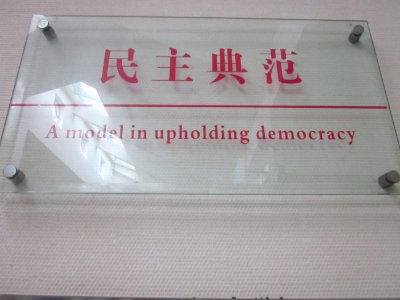 民主典范
A model in upholding democracy